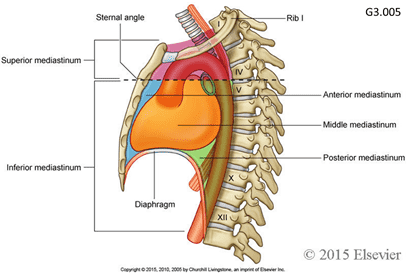 Sternal angle
Rib I
G3.005
I
Superior mediastinum
IV
V
Anterior mediastinum
Middle mediastinum
Posterior mediastinum
Inferior mediastinum
X
Diaphragm
XII
© 2015 Elsevier
Copyright © 2015, 2010, 2005 by Churchill Livingstone, an imprint of Elsevier Inc.